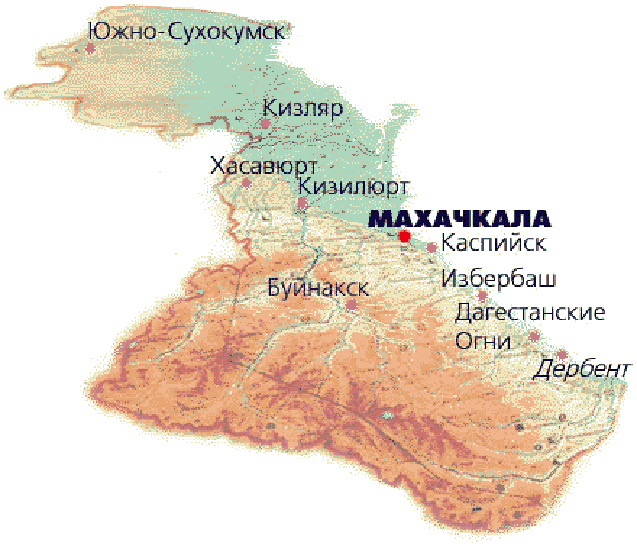 Южно-Сухокумск
Кизляр
Хасавюрт
Кизилюрт
МАХАЧКАЛА
Каспийск
Избербаш
Буйнакск
Дагестанские
Огни
Дербент